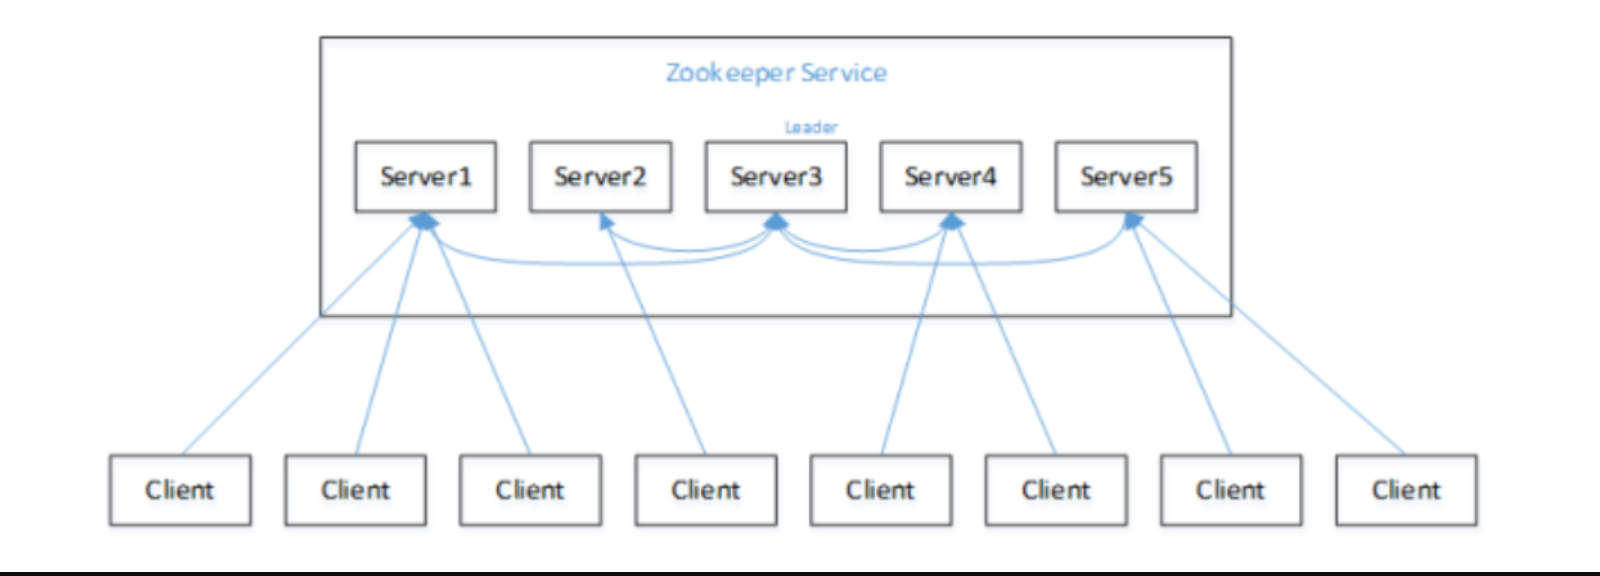 Zookeeper Service
Leader
Server1 Server2 Server3 Server4 Server5
Client Client Client Client Client Client Client Client